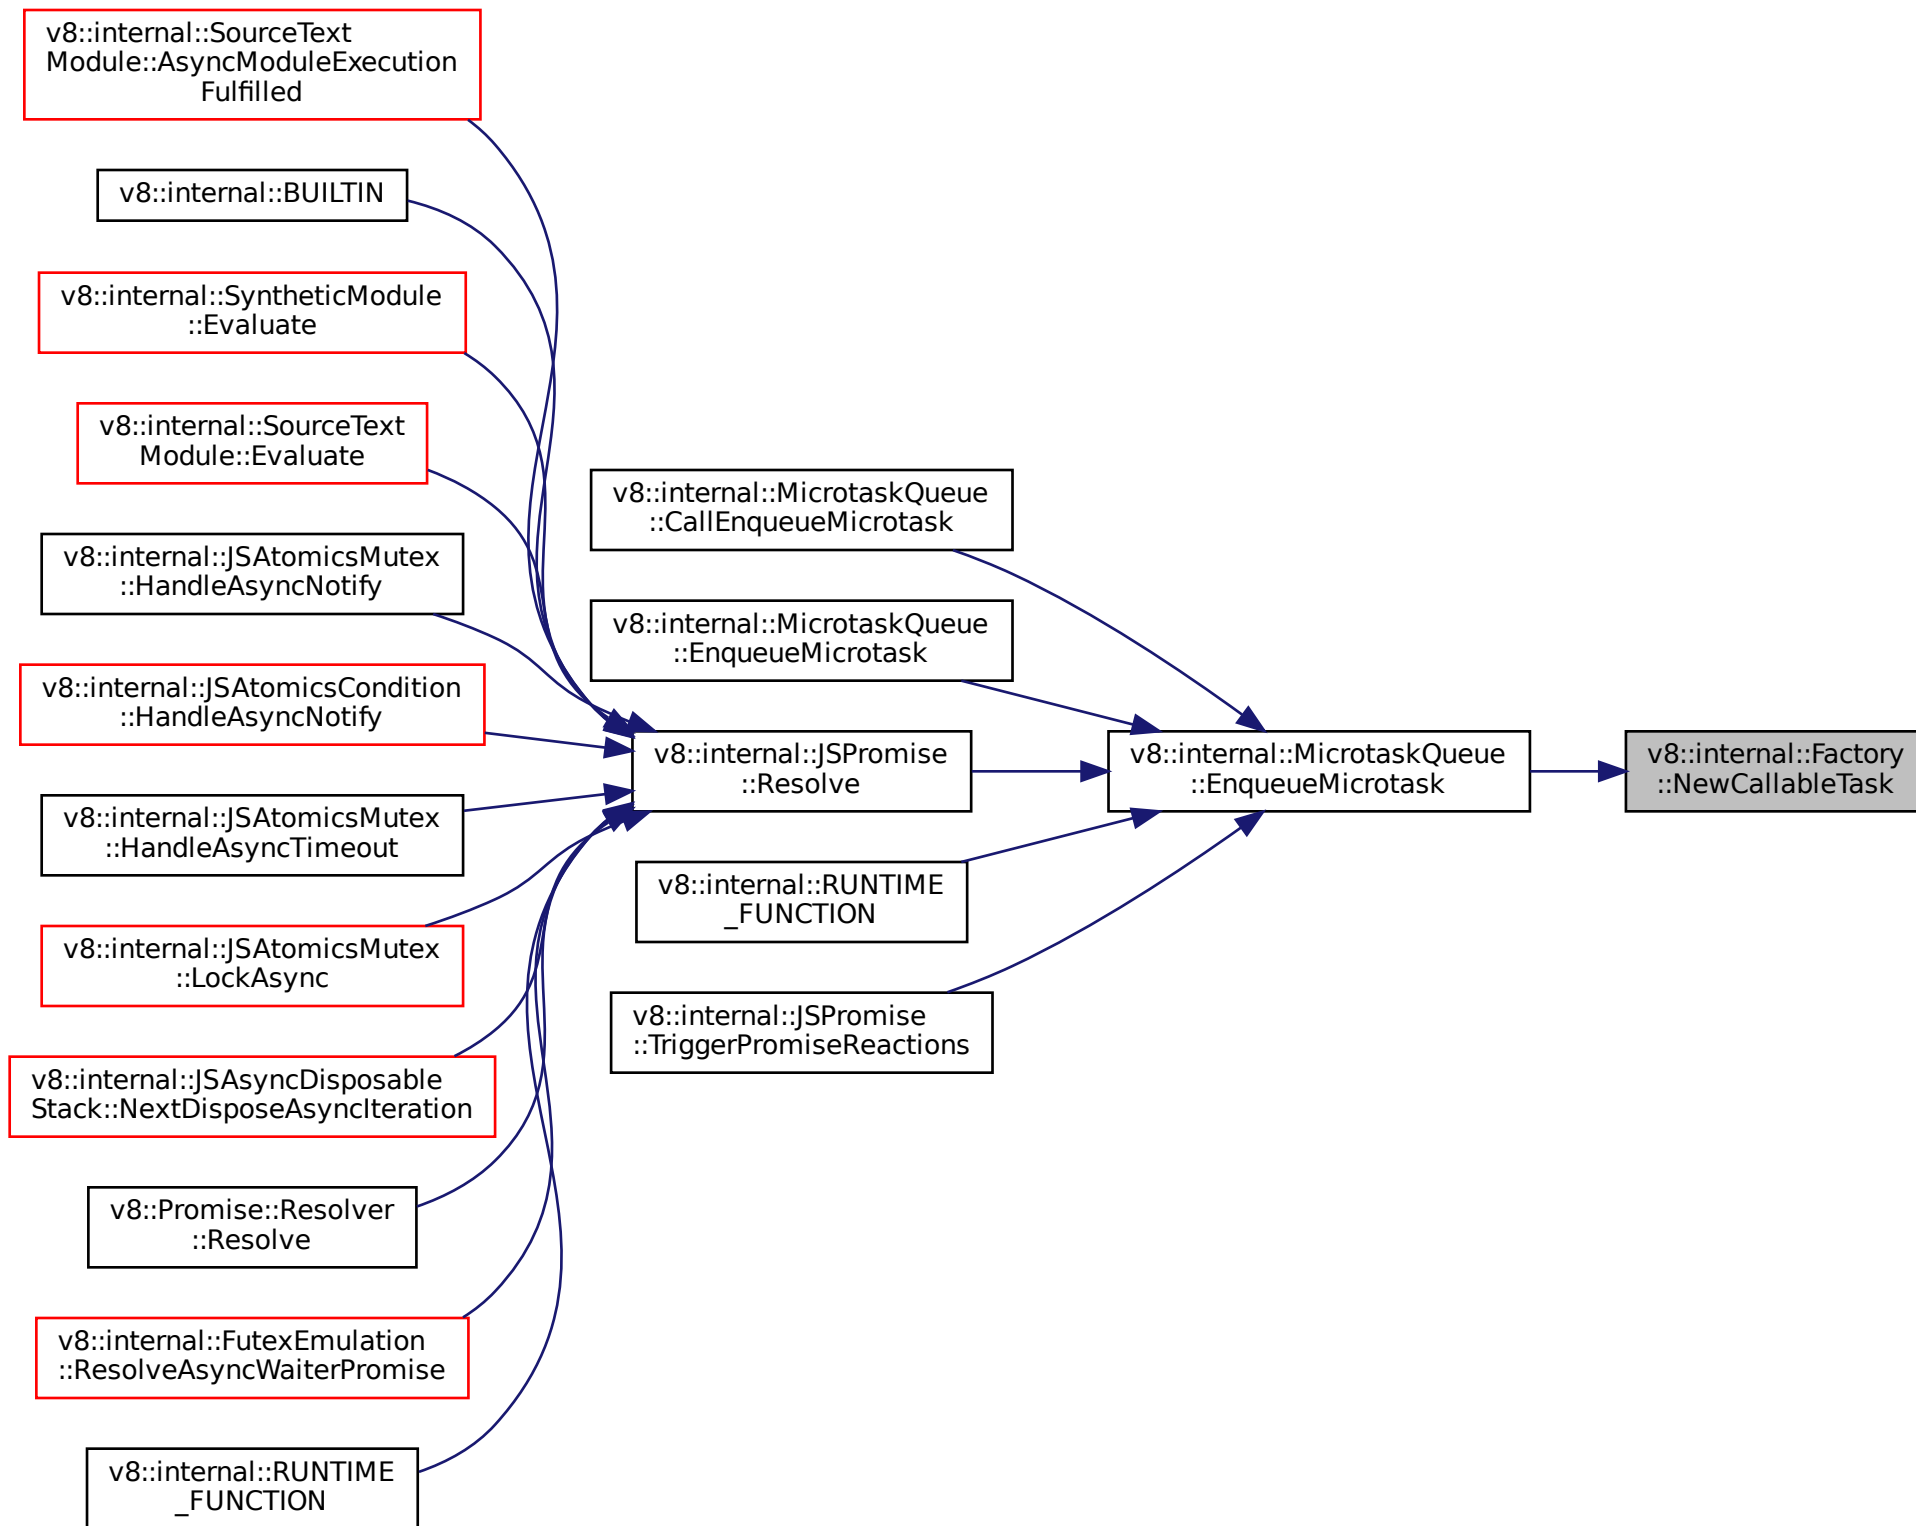 v8::internal::SourceText
Module::AsyncModuleExecution
Fulfilled
v8::internal::BUILTIN
v8::internal::SyntheticModule
::Evaluate
v8::internal::SourceText
Module::Evaluate
v8::internal::JSAtomicsMutex
::HandleAsyncNotify
v8::internal::JSAtomicsCondition
::HandleAsyncNotify
v8::internal::JSAtomicsMutex
::HandleAsyncTimeout
v8::internal::JSAtomicsMutex
::LockAsync
v8::internal::JSAsyncDisposable
Stack::NextDisposeAsyncIteration
v8::Promise::Resolver
::Resolve
v8::internal::FutexEmulation
::ResolveAsyncWaiterPromise
v8::internal::RUNTIME
_FUNCTION
v8::internal::MicrotaskQueue
::CallEnqueueMicrotask
v8::internal::MicrotaskQueue
::EnqueueMicrotask
v8::internal::JSPromise
::Resolve
v8::internal::RUNTIME
_FUNCTION
v8::internal::JSPromise
::TriggerPromiseReactions
v8::internal::MicrotaskQueue
::EnqueueMicrotask
v8::internal::Factory
::NewCallableTask